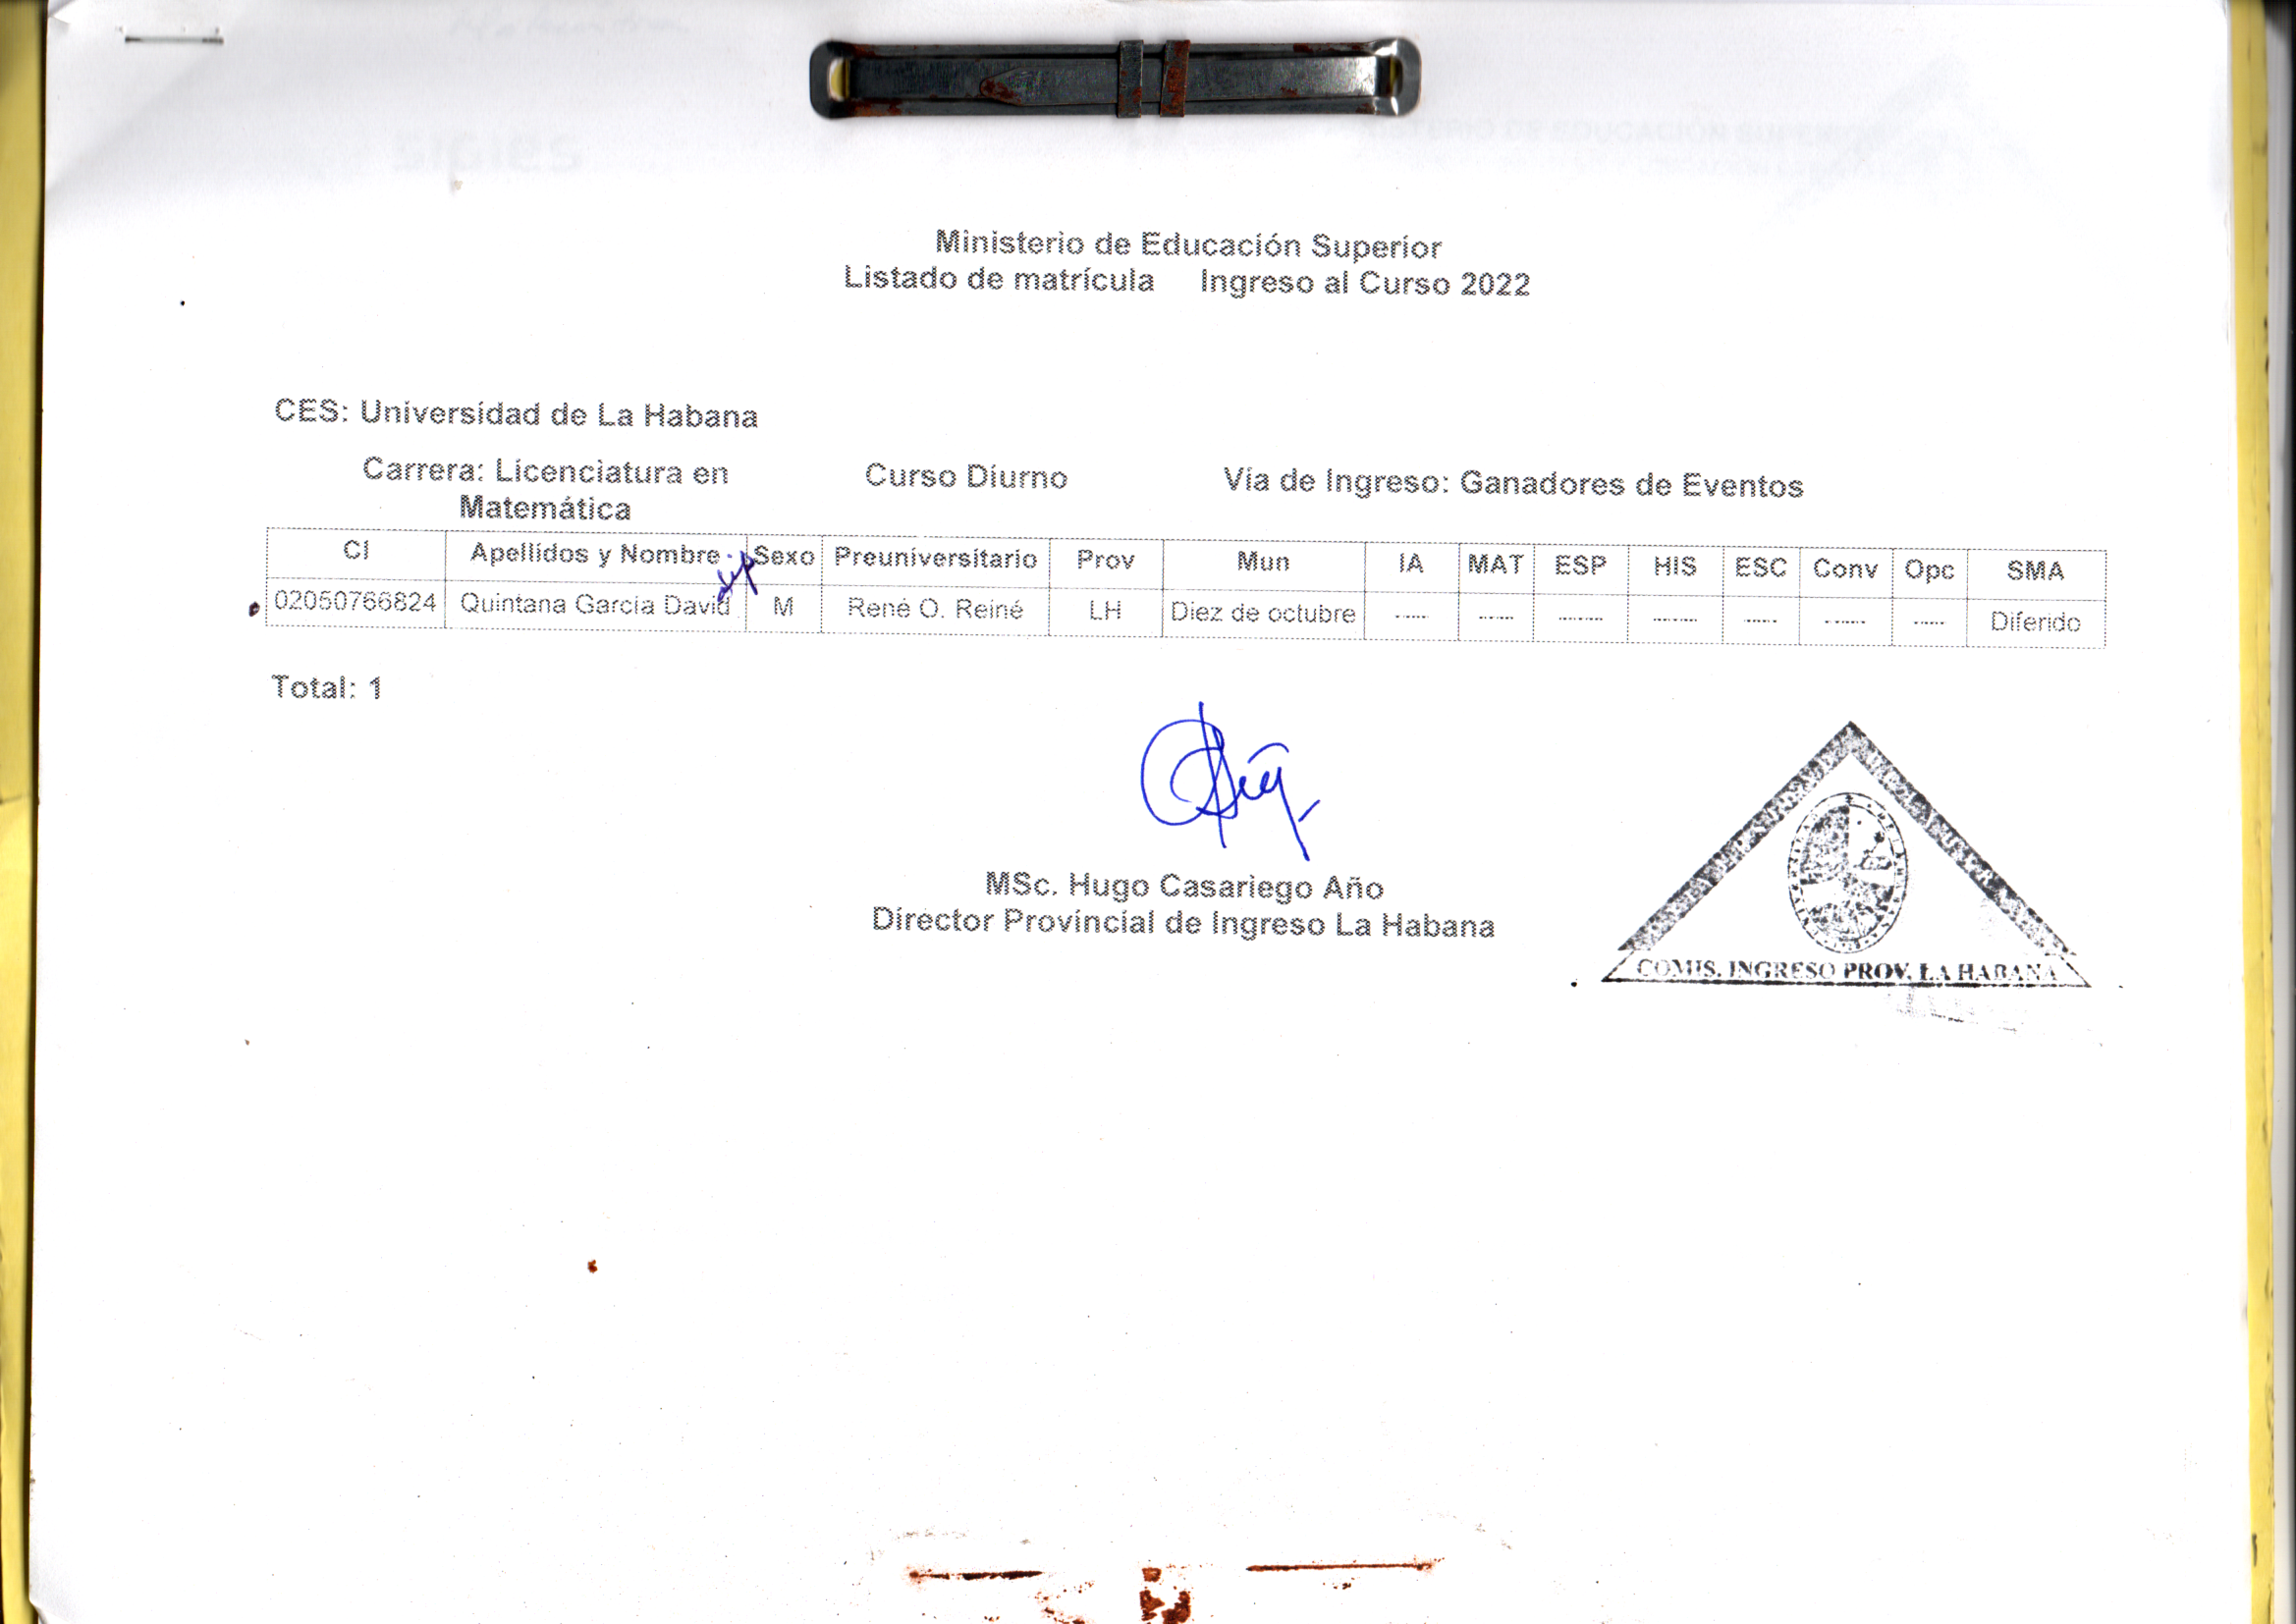 Ministerio de Educación Superior
Listado de matrícula Ingreso al Curso 2022
CES: Universidad de La Habana
Carrera: Licenciatura en Matemática Curso Diurno Vía de Ingreso: Ganadores de Eventos
CI Apellidos y Nombre Sexo Preuniversitario Prov Mun IA MAT ESP HIS ESC Conv Opc SMA
02050766824 Quintana García David M René O. Reiné LH Diez de octubre ----- ----- ------ ------ ----- ------ ----- Diferido
Total: 1
MSc. Hugo Casariego Año
Director Provincial de Ingreso La Habana
COMIS. INGRESO PROV. LA HABANA